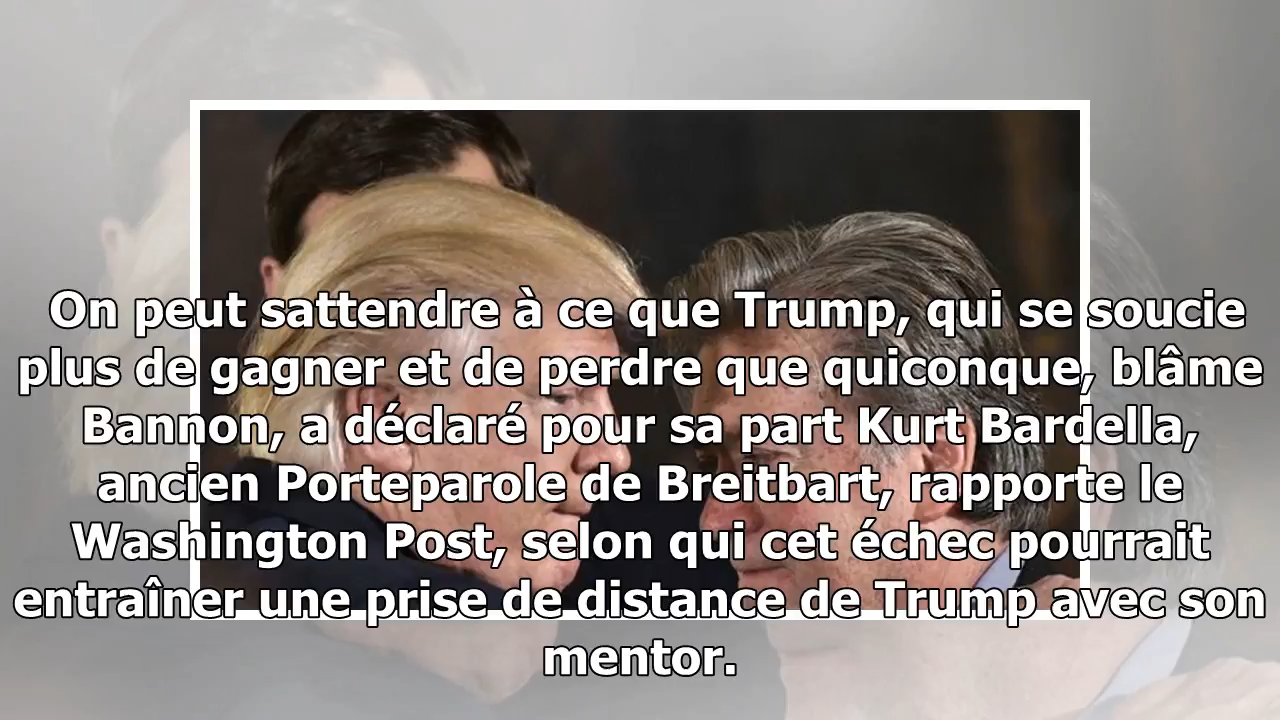 On peut sattendre à ce que Trump, qui se soucie
plus de gagner et de perdre que quiconque, blâme
Bannon, a déclaré pour sa part Kurt Bardella,
ancien Porteparole de Breitbart, rapporte le
Washington Post, selon qui cet échec pourrait
entraîner une prise de distance de Trump avec son
mentor.